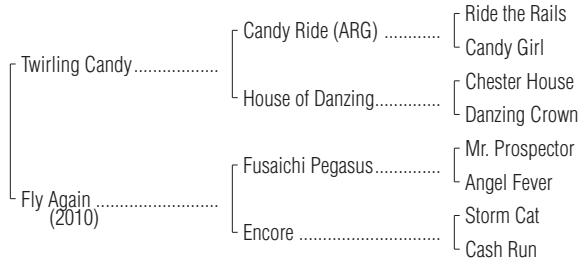 Ride the Rails
Candy Ride (ARG) ............
Candy Girl
Twirling Candy..................
Chester House
House of Danzing..............
Danzing Crown
Mr. Prospector
Fusaichi Pegasus..............
Angel Fever
Fly Again ..........................
(2010)
Storm Cat
Encore ..............................
Cash Run